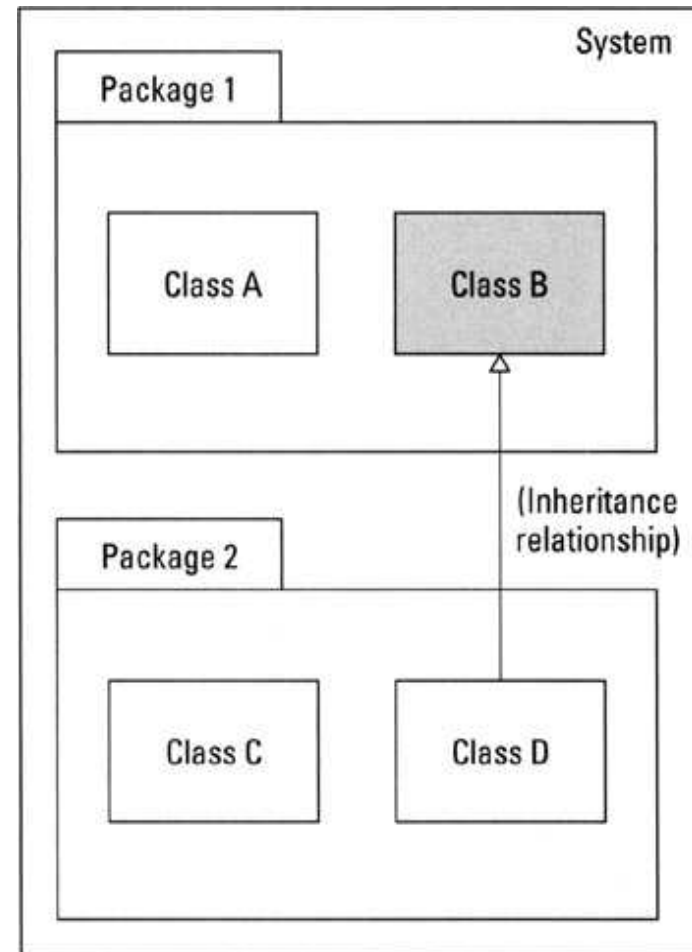 System
Package 1
Class A
Class B
(Inheritance
relationship)
Package 2
Class C
Class D